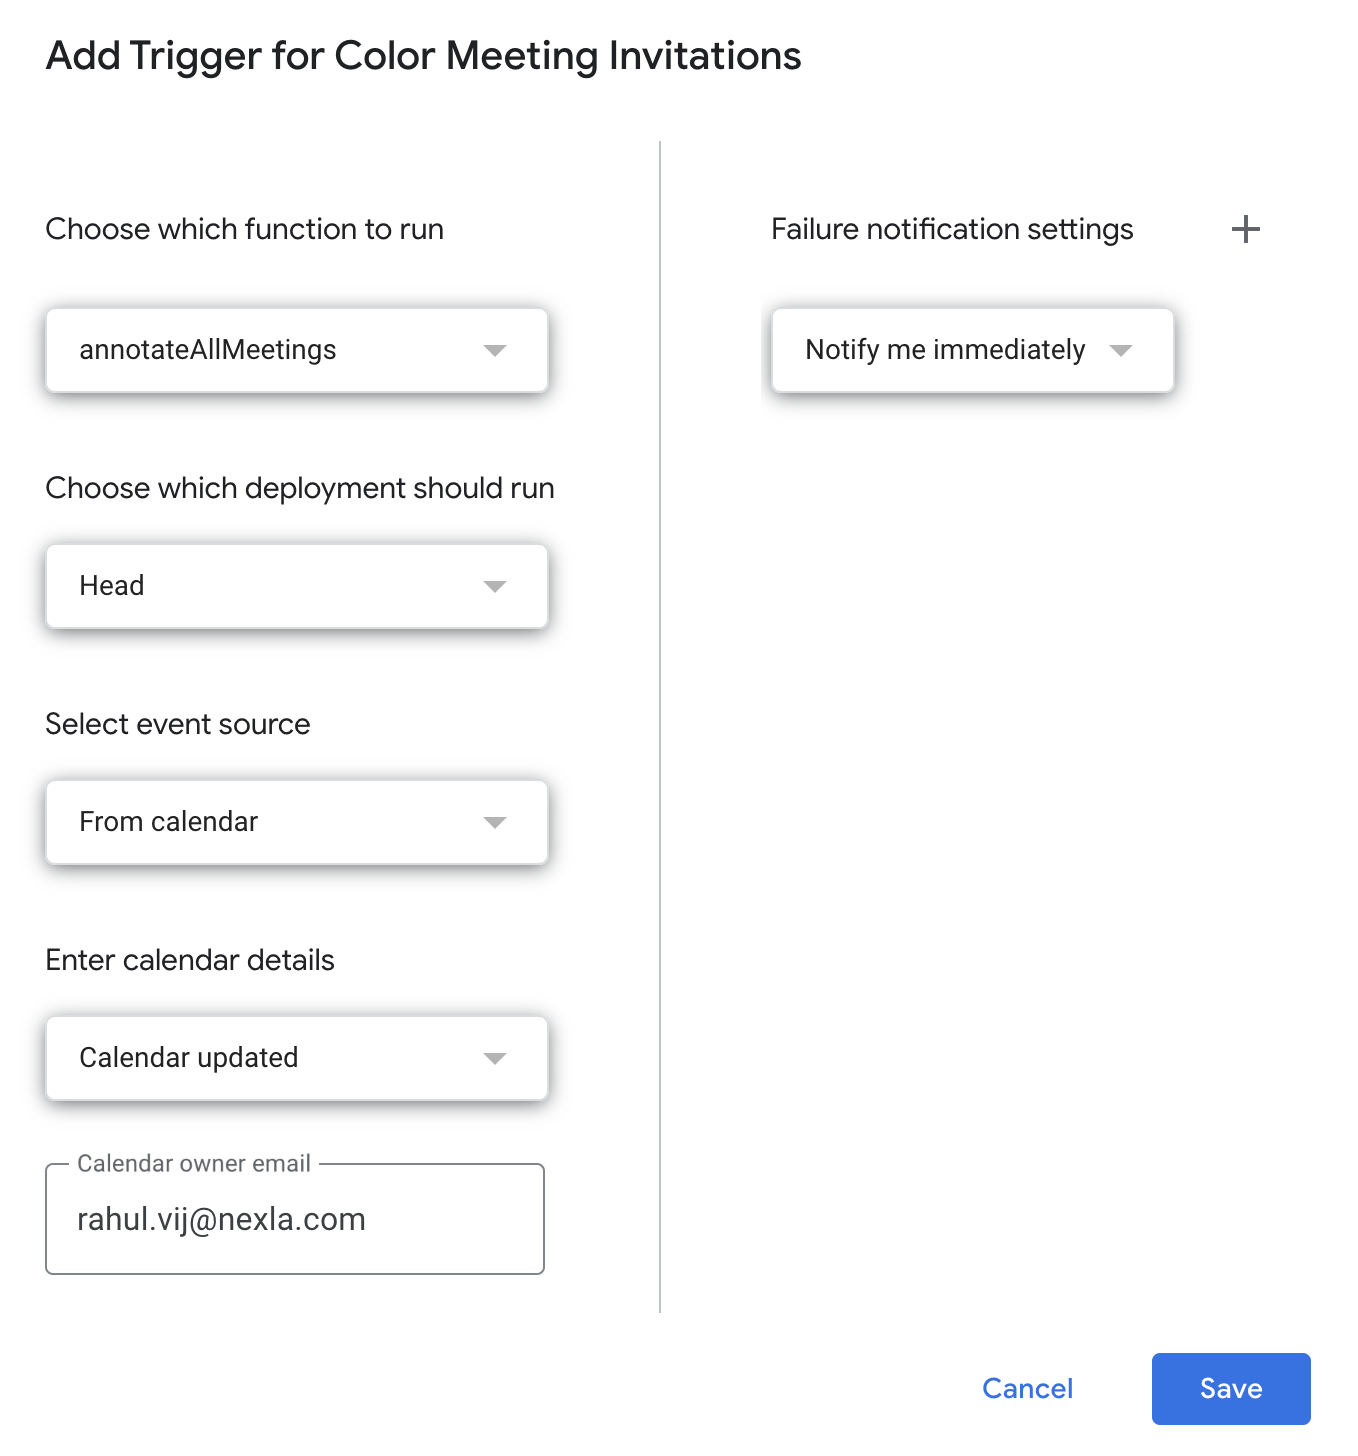 Add Trigger for Color Meeting Invitations
Choose which function to run
annotateAllMeetings
Choose which deployment should run
Head
Select event source
From calendar
Enter calendar details
Calendar updated
Calendar owner email
rahul.vij@nexla.com
Failure notification settings
Notify me immediately
Cancel
Save